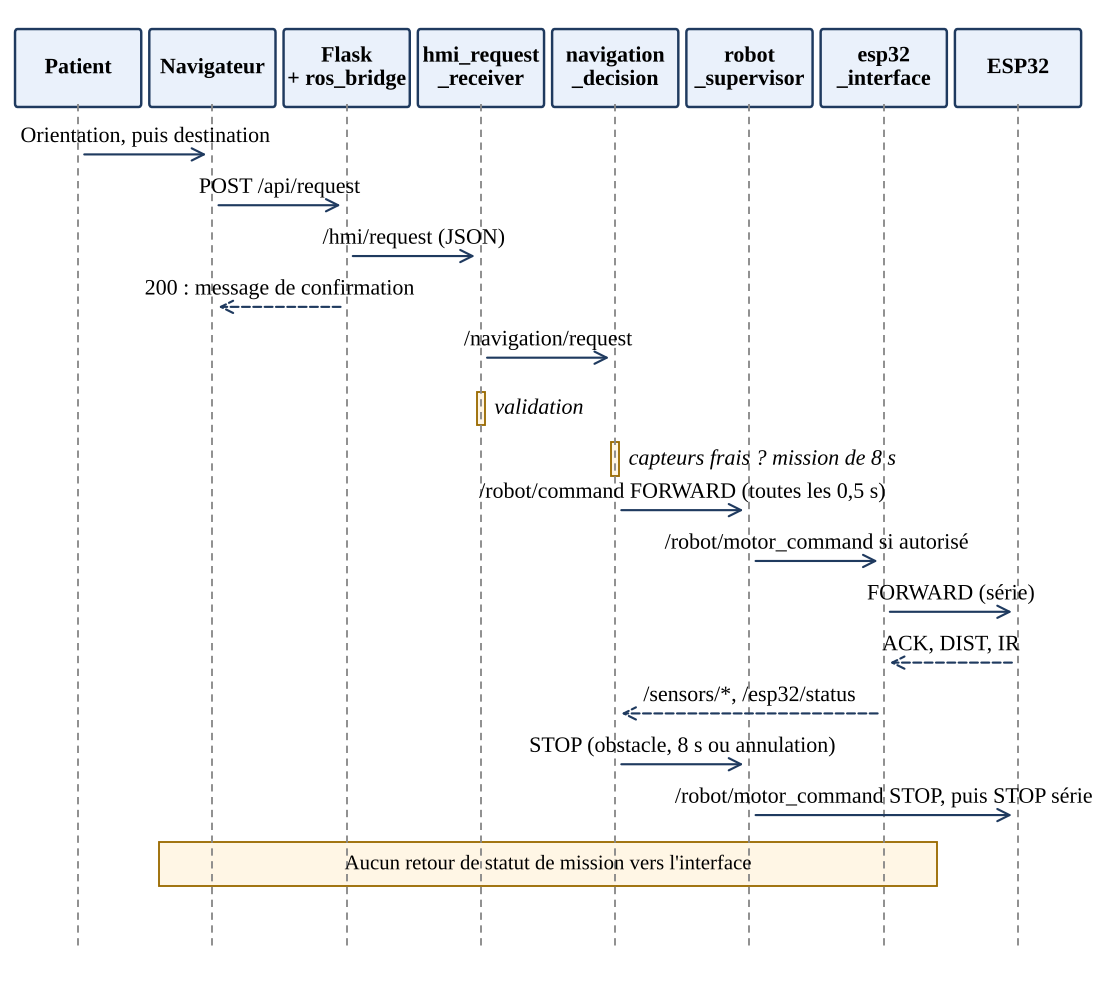 Patient
Navigateur
Flask
+ ros_bridge
hmi_request
_receiver
navigation
_decision
robot
_supervisor
esp32
_interface
ESP32
Orientation, puis destination
POST /api/request
/hmi/request (JSON)
200 : message de confirmation
/navigation/request
validation
capteurs frais ? mission de 8 s
/robot/command FORWARD (toutes les 0,5 s)
/robot/motor_command si autorisé
FORWARD (série)
ACK, DIST, IR
/sensors/*, /esp32/status
STOP (obstacle, 8 s ou annulation)
/robot/motor_command STOP, puis STOP série
Aucun retour de statut de mission vers l'interface